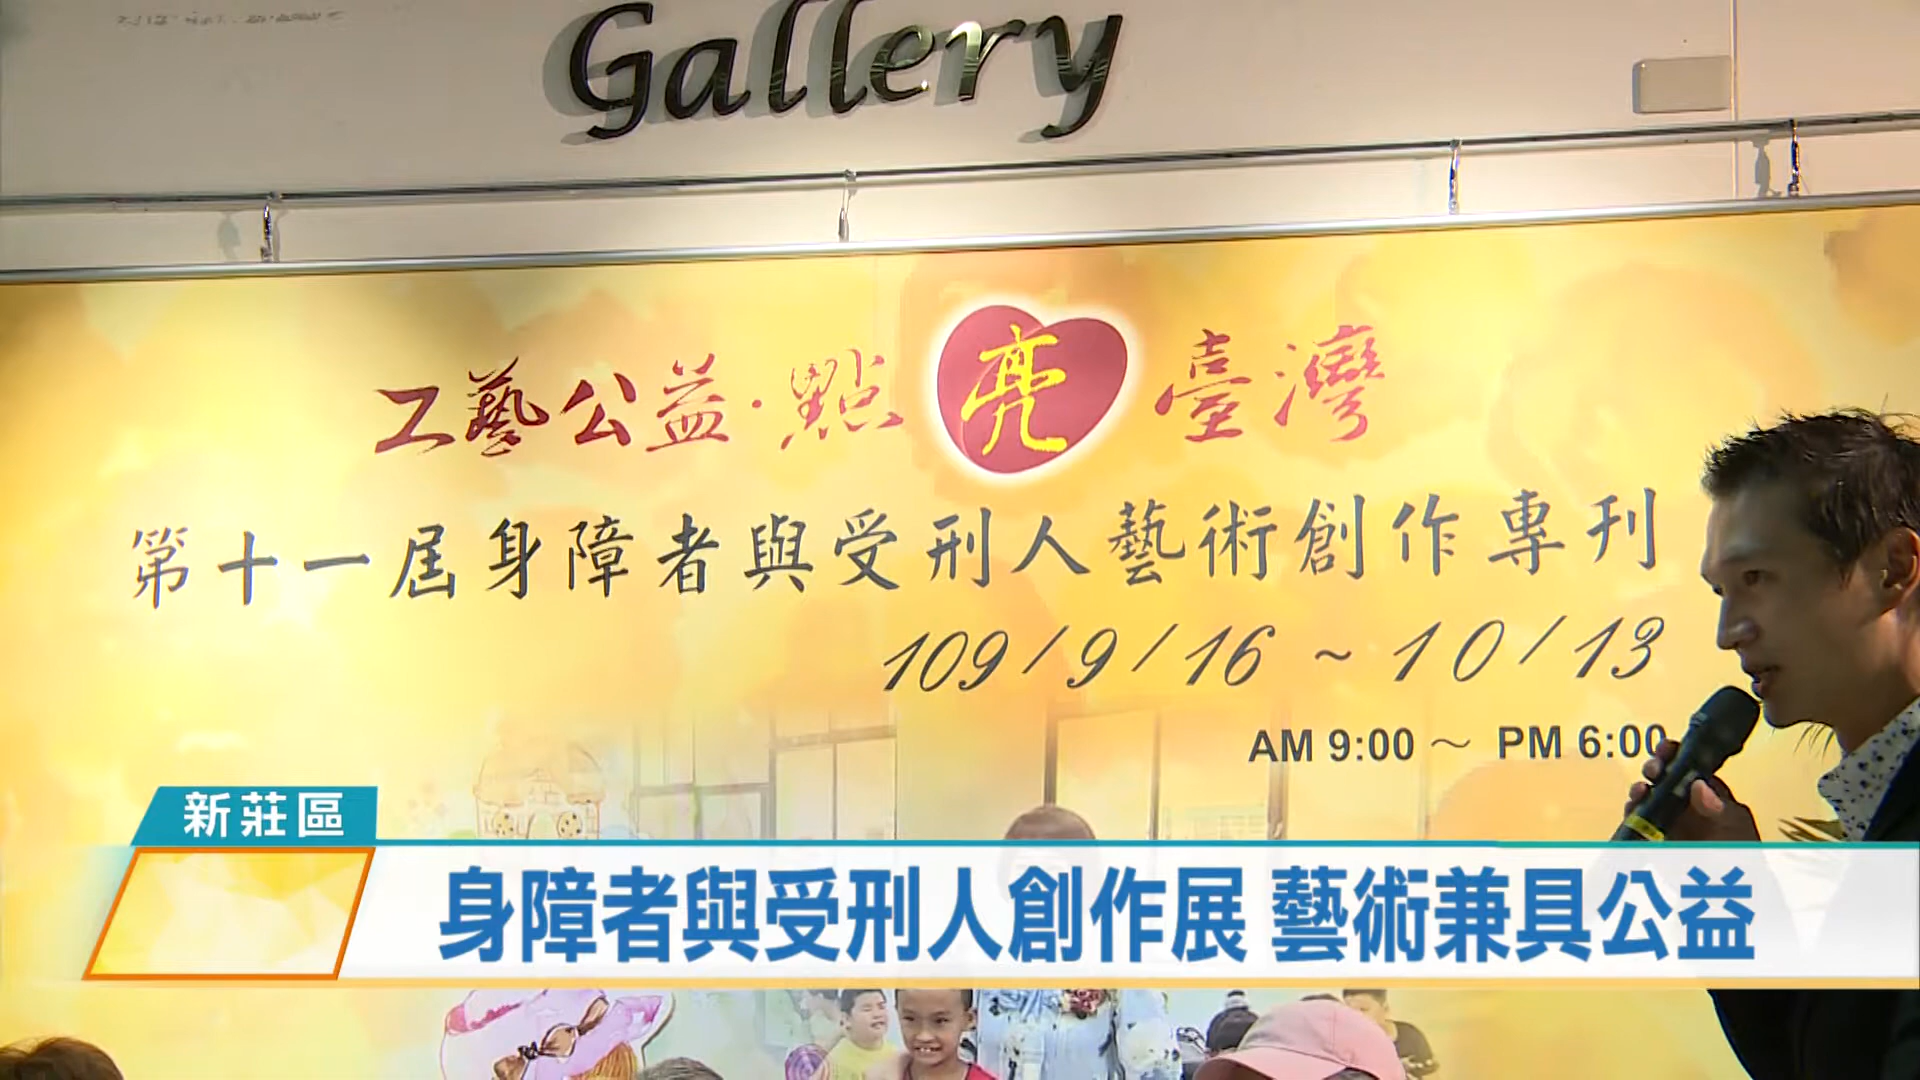 Gallery
工藝公益·點亮臺灣
第十一屆身障者與受刑人藝術創作專刊
109/9/16 ~ 10/13
AM 9:00 ～ PM 6:00
新莊區
身障者與受刑人創作展 藝術兼具公益